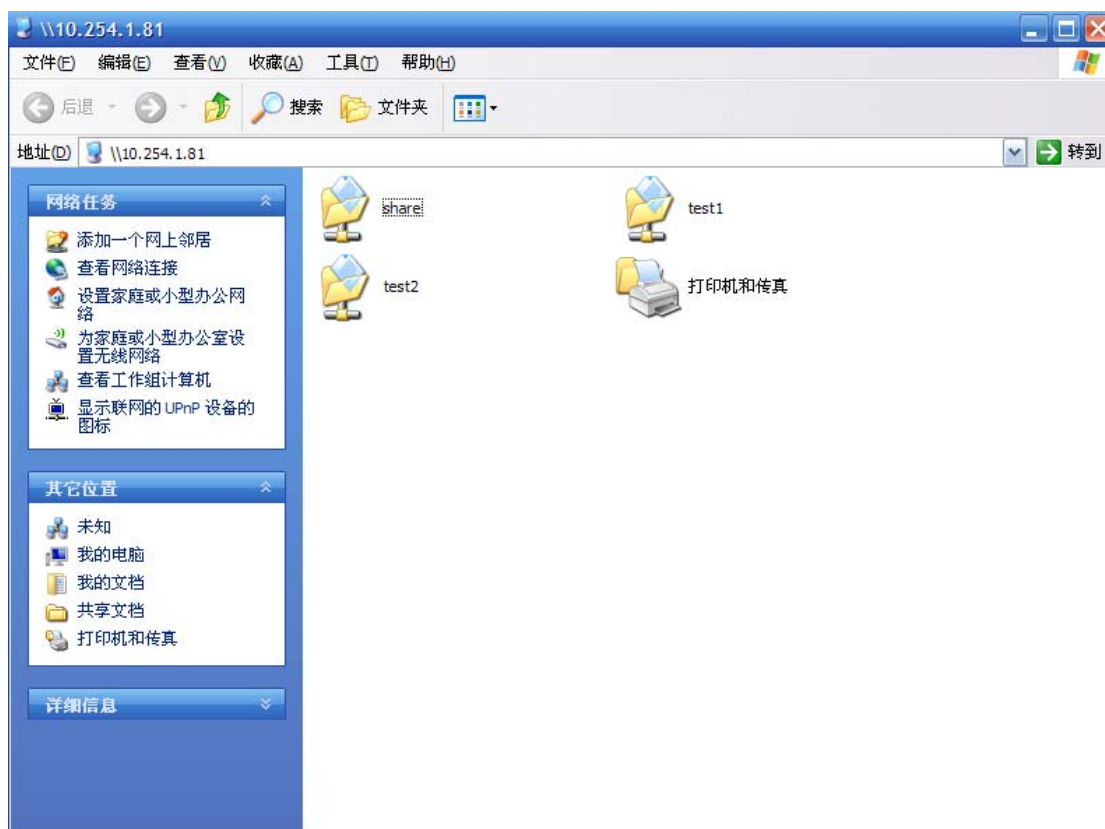 \\10.254.1.81
文件(F) 编辑(E) 查看(V) 收藏(A) 工具(T) 帮助(H)
后退 搜索 文件夹
地址(D) \\10.254.1.81 转到
网络任务
添加一个网上邻居
查看网络连接
设置家庭或小型办公网
络
为家庭或小型办公室设
置无线网络
查看工作组计算机
显示联网的 UPnP 设备的
图标
其它位置
未知
我的电脑
我的文档
共享文档
打印机和传真
详细信息
share test1
test2 打印机和传真